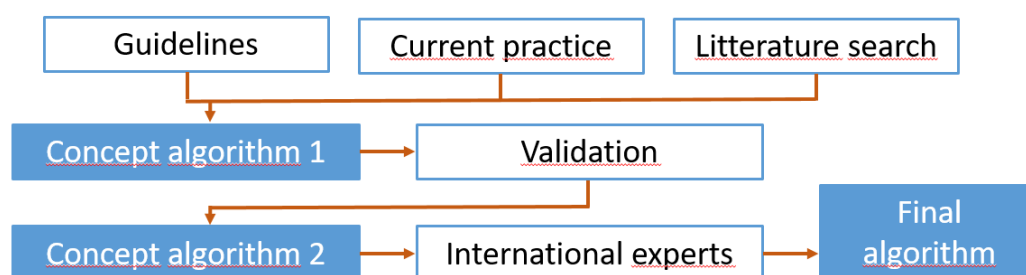 Guidelines
Current practice
Litterature search
Concept algorithm 1
Validation
Concept algorithm 2
International experts
Final
algorithm